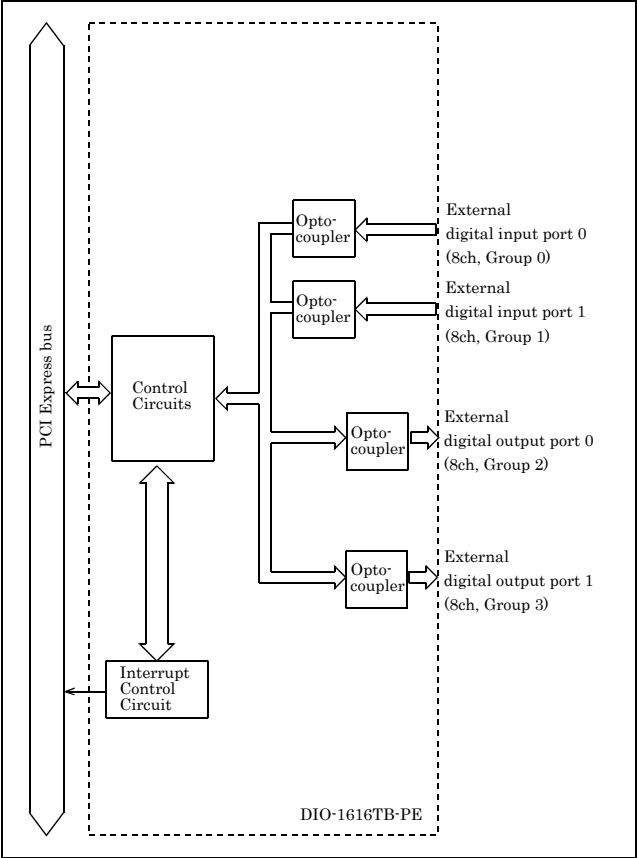 PCI Express bus
Opto-
coupler
External
digital input port 0
(8ch, Group 0)
Opto-
coupler
External
digital input port 1
(8ch, Group 1)
Control
Circuits
Opto-
coupler
External
digital output port 0
(8ch, Group 2)
Opto-
coupler
External
digital output port 1
(8ch, Group 3)
Interrupt
Control
Circuit
DIO-1616TB-PE